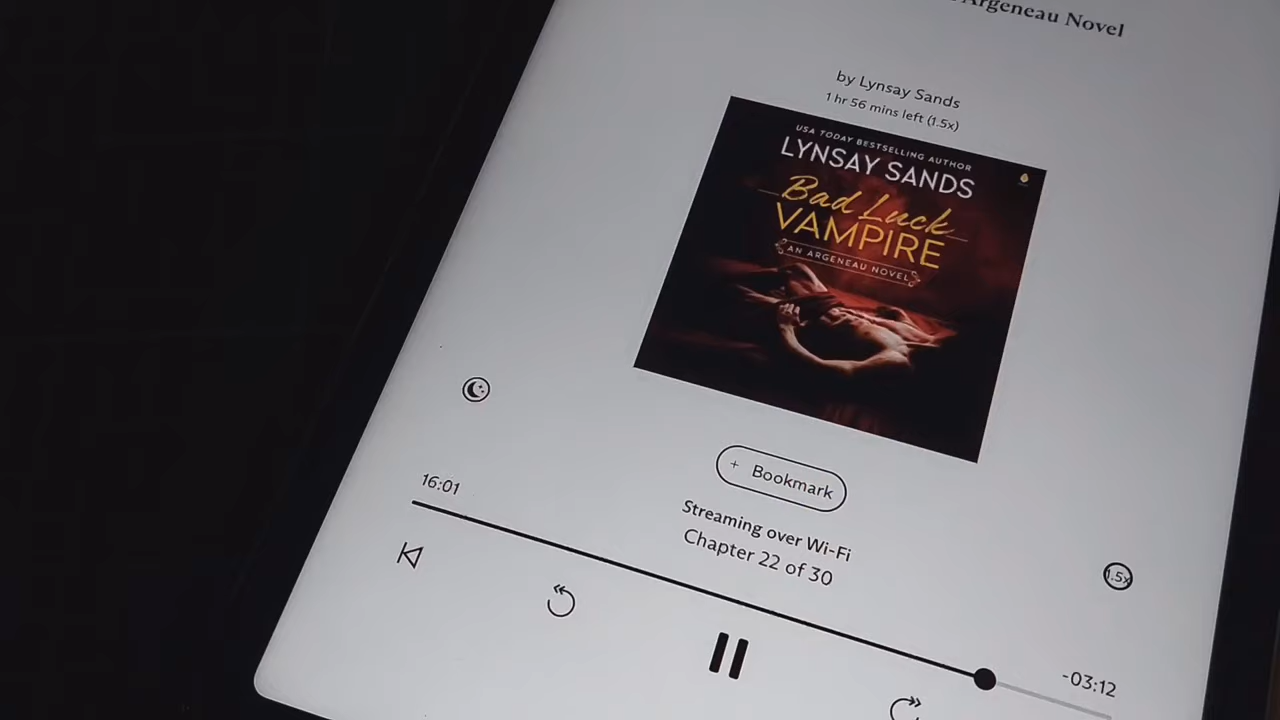 Argeneau Novel
by Lynsay Sands
1 hr 56 mins left (1.5x)
USA TODAY BESTSELLING AUTHOR
LYNSAY SANDS
Bad Luck
VAMPIRE
AN ARGENEAU NOVEL
+ Bookmark
16:01
Streaming over Wi-Fi
Chapter 22 of 30
1.5x
-03:12